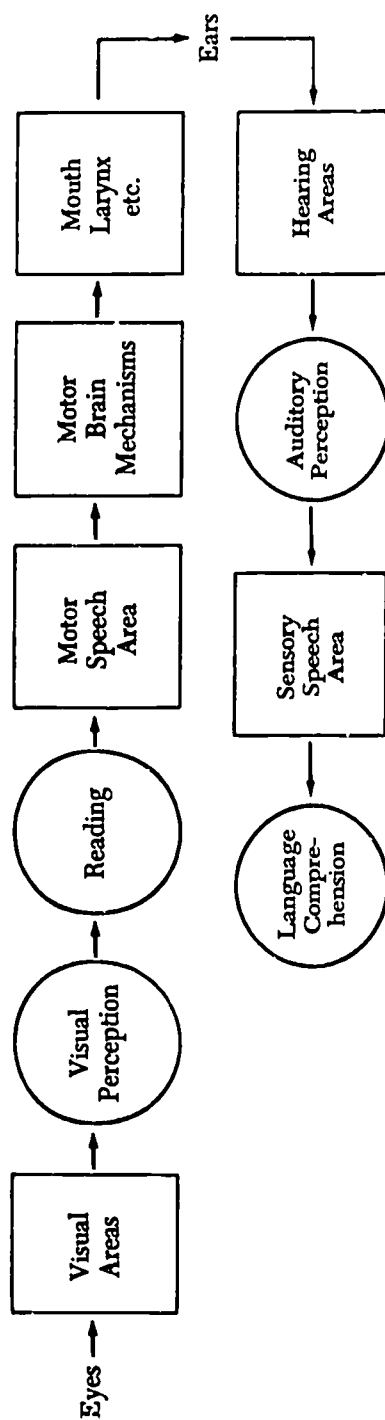 Eyes
Visual
Areas
Visual
Perception
Reading
Motor
Speech
Area
Motor
Brain
Mechanisms
Mouth
Larynx
etc.
Ears
Hearing
Areas
Auditory
Perception
Sensory
Speech
Area
Language
Compre-
hension